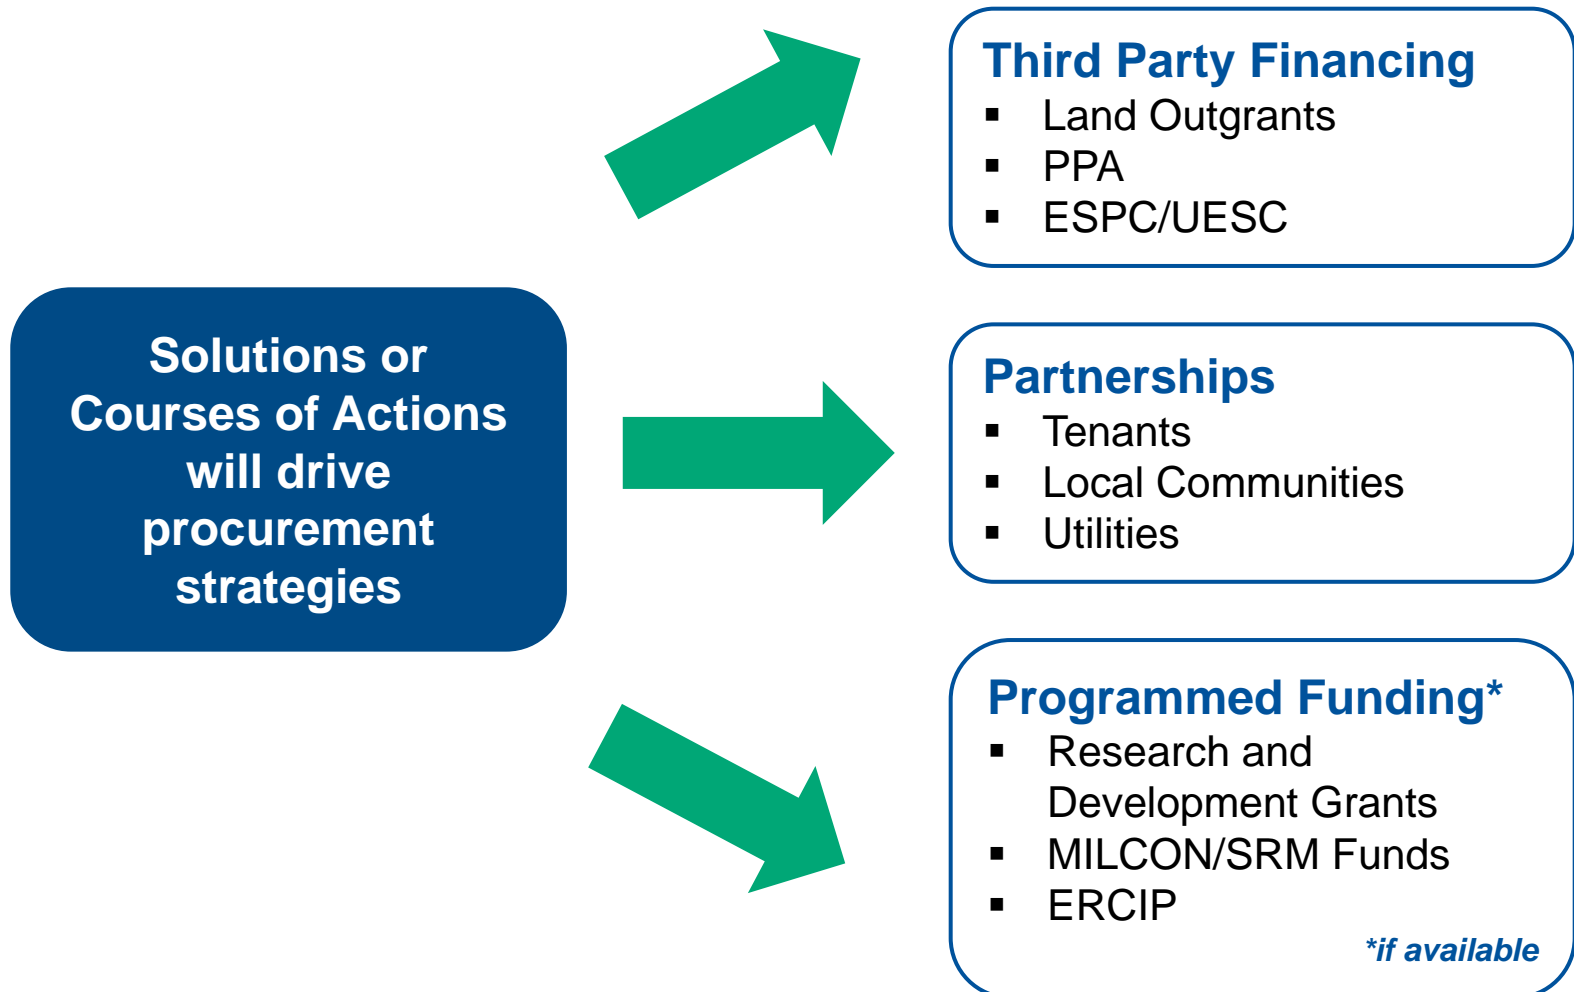 Solutions or
Courses of Actions
will drive
procurement
strategies
Third Party Financing
▪ Land Outgrants
▪ PPA
▪ ESPC/UESC
Partnerships
▪ Tenants
▪ Local Communities
▪ Utilities
Programmed Funding*
▪ Research and
Development Grants
▪ MILCON/SRM Funds
▪ ERCIP
*if available